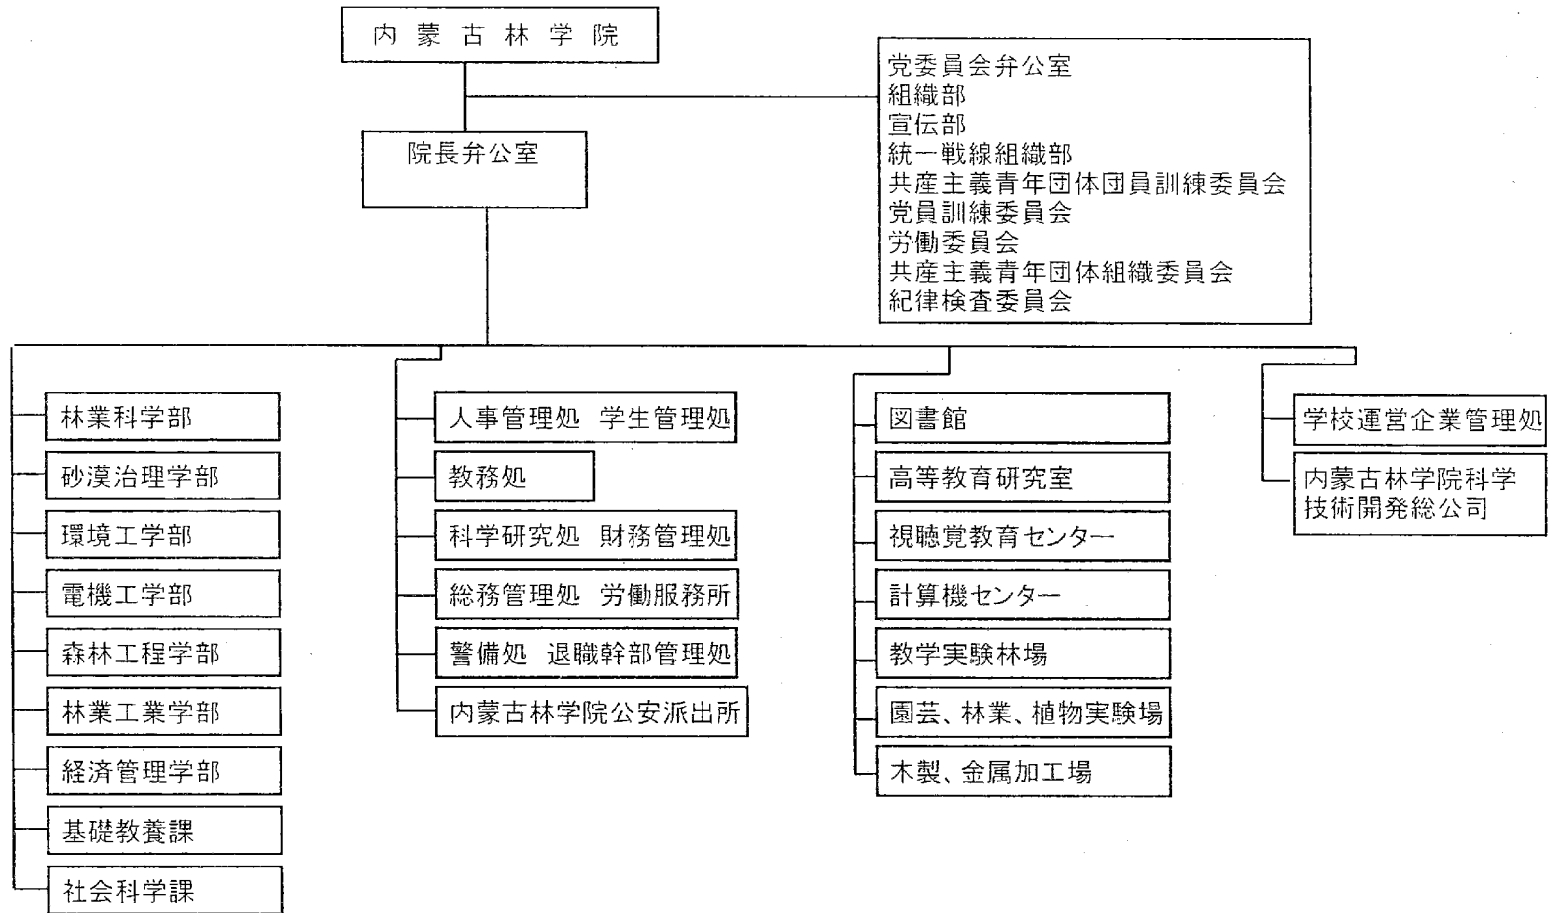 内蒙古林学院
党委員会弁公室
組織部
宣伝部
統一戦線組織部
共産主義青年団体団員訓練委員会
党員訓練委員会
労働委員会
共産主義青年団体組織委員会
紀律検査委員会
院長弁公室
林業科学部
砂漠治理学部
環境工学部
電機工学部
森林工程学部
林業工業学部
経済管理学部
基礎教養課
社会科学課
人事管理処 学生管理処
教務処
科学研究処 財務管理処
総務管理処 労働服務所
警備処 退職幹部管理処
内蒙古林学院公安派出所
図書館
高等教育研究室
視聴覚教育センター
計算機センター
教学実験林場
園芸、林業、植物実験場
木製、金属加工場
学校運営企業管理処
内蒙古林学院科学
技術開発総公司